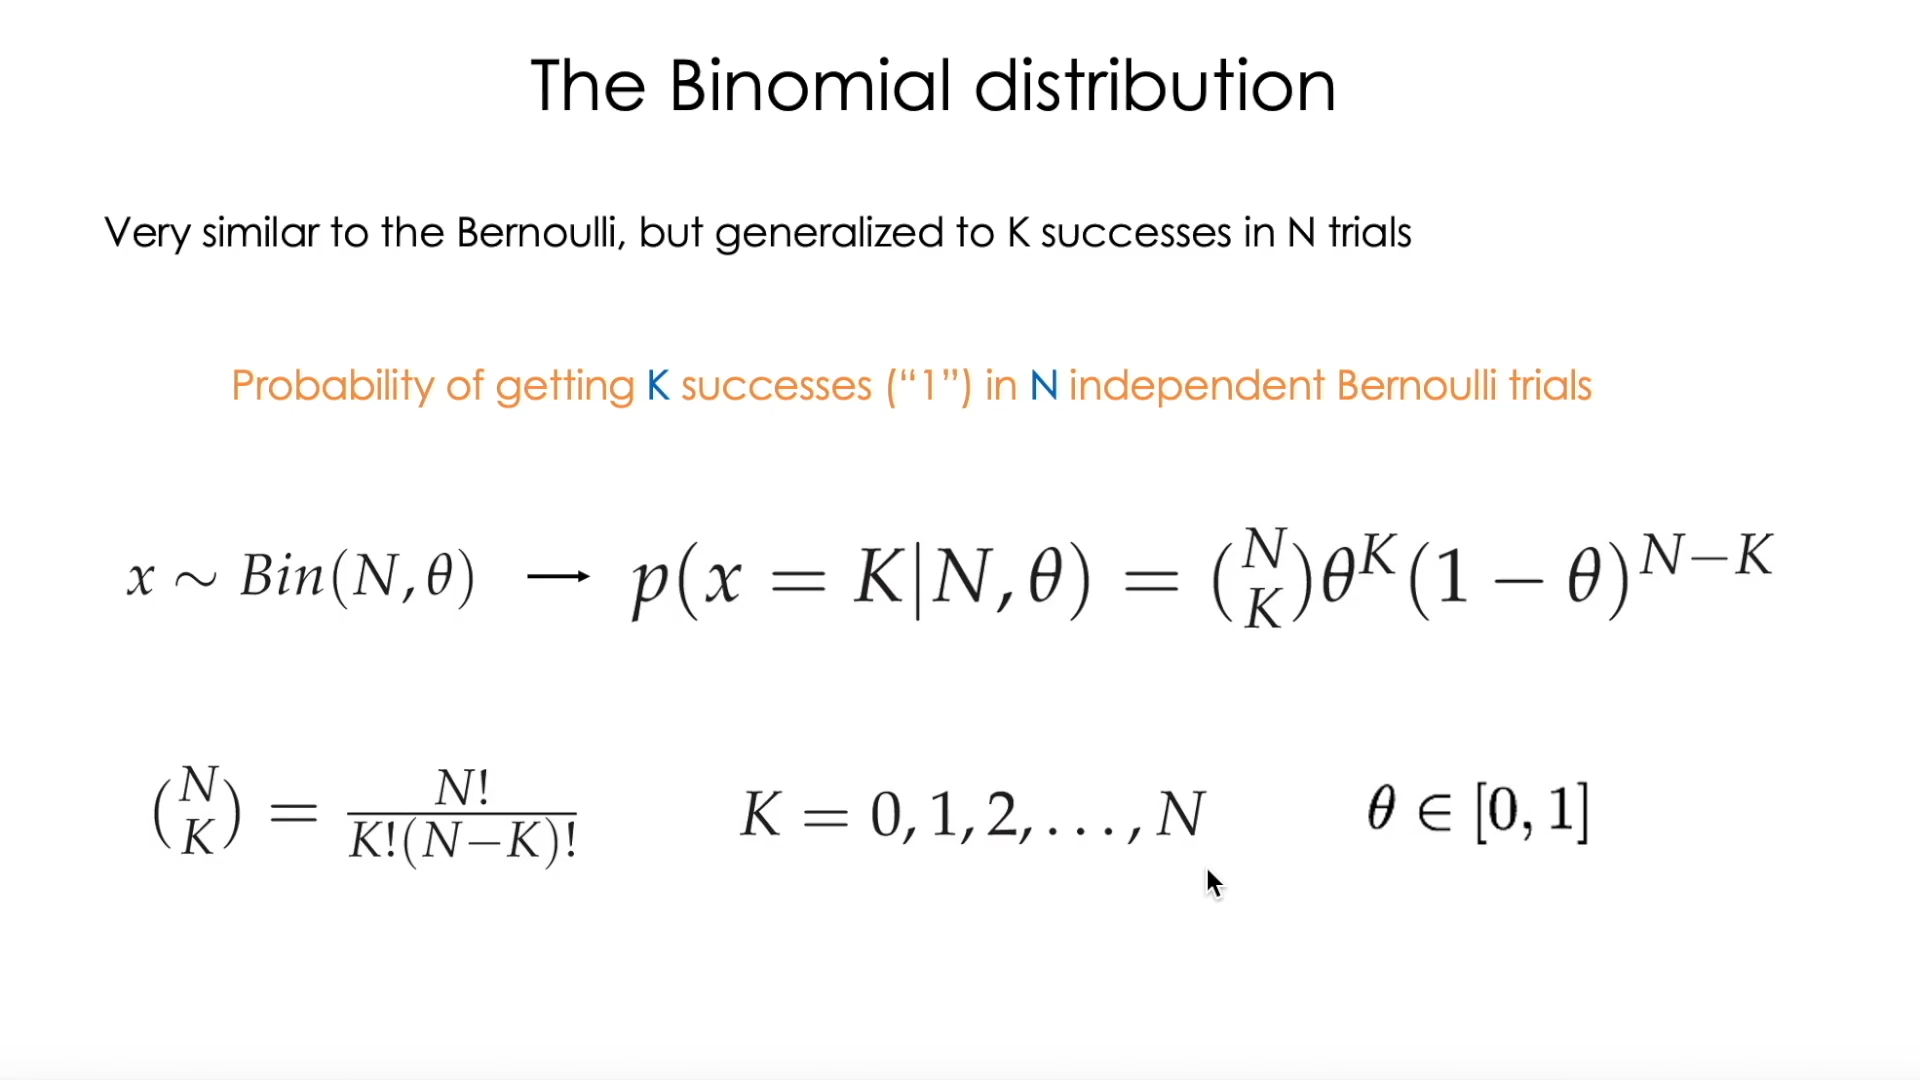 The Binomial distribution
Very similar to the Bernoulli, but generalized to K successes in N trials
Probability of getting K successes (“1”) in N independent Bernoulli trials
x ∼ Bin(N, θ) → p(x = K|N, θ) = (N K)θ^K(1 − θ)^{N−K}
(N K) = N! / K!(N−K)! K = 0, 1, 2, . . . , N θ ∈ [0, 1]